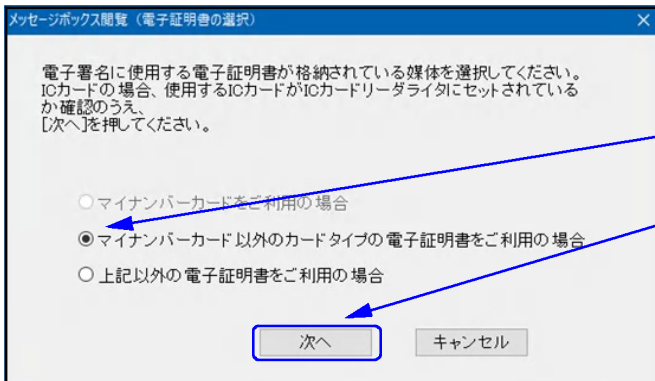 メッセージボックス閲覧（電子証明書の選択）
電子署名に使用する電子証明書が格納されている媒体を選択してください。
ICカードの場合、使用するICカードがICカードリーダライタにセットされている
か確認のうえ、
[次へ]を押してください。
マイナンバーカードをご利用の場合
マイナンバーカード以外のカードタイプの電子証明書をご利用の場合
上記以外の電子証明書をご利用の場合
次へ キャンセル